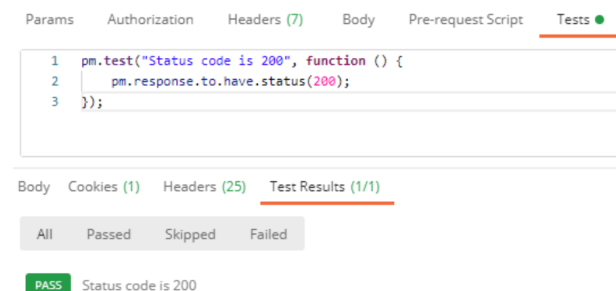 Params Authorization Headers (7) Body Pre-request Script Tests
1 pm.test("Status code is 200", function () {
2 pm.response.to.have.status(200);
3 });
Body Cookies (1) Headers (25) Test Results (1/1)
All Passed Skipped Failed
PASS Status code is 200